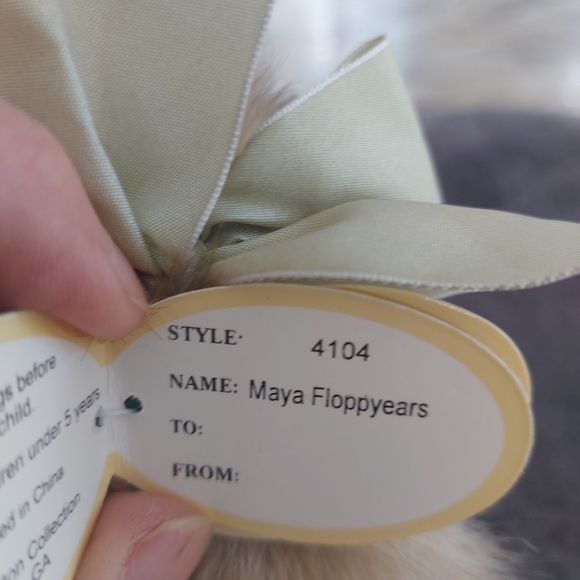 gs before
child.
ren under 5 years
ed in China
ton Collection
GA
STYLE· 4104
NAME: Maya Floppyears
TO:
FROM: